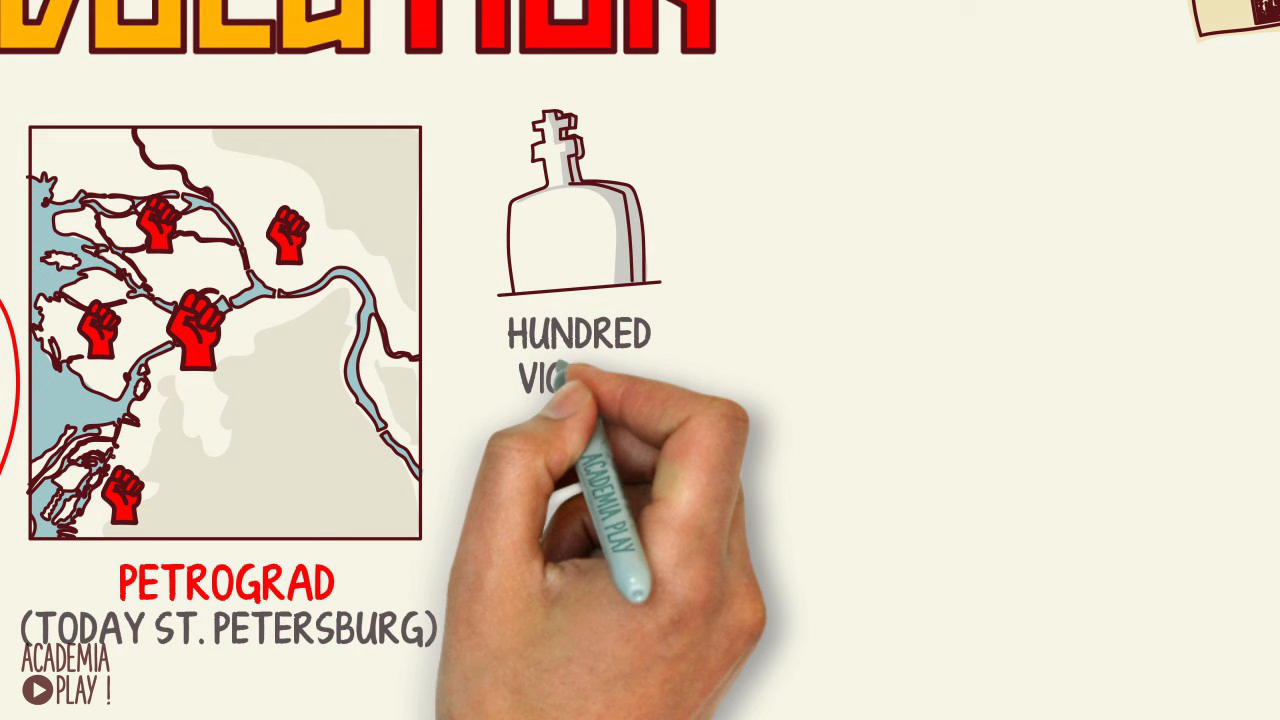 HUNDRED
PETROGRAD
(TODAY ST. PETERSBURG)
ACADEMIA
PLAY !
ACADEMIA PLAY